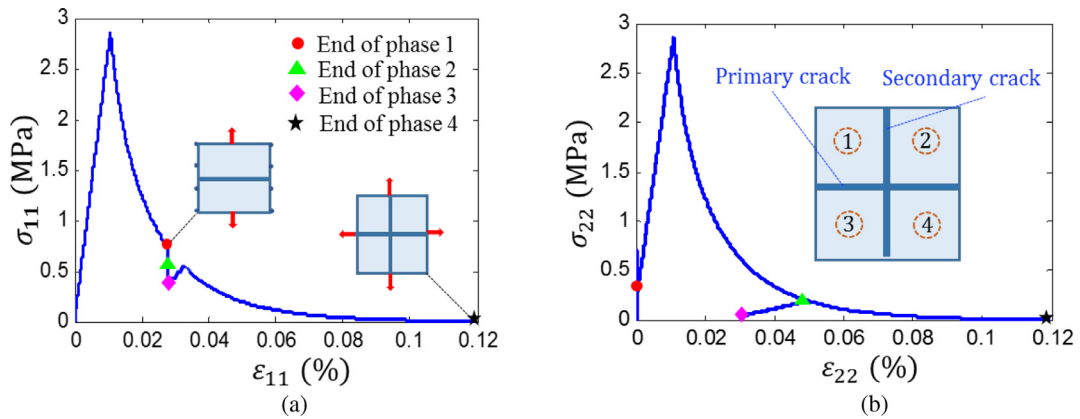 3
2.5
2
1.5
1
0.5
0
σ11 (MPa)
End of phase 1
End of phase 2
End of phase 3
End of phase 4
0 0.02 0.04 0.06 0.08 0.1 0.12
ε11 (%)
(a)
3
2.5
2
1.5
1
0.5
0
σ22 (MPa)
Primary crack
Secondary crack
1 2
3 4
0 0.02 0.04 0.06 0.08 0.1 0.12
ε22 (%)
(b)